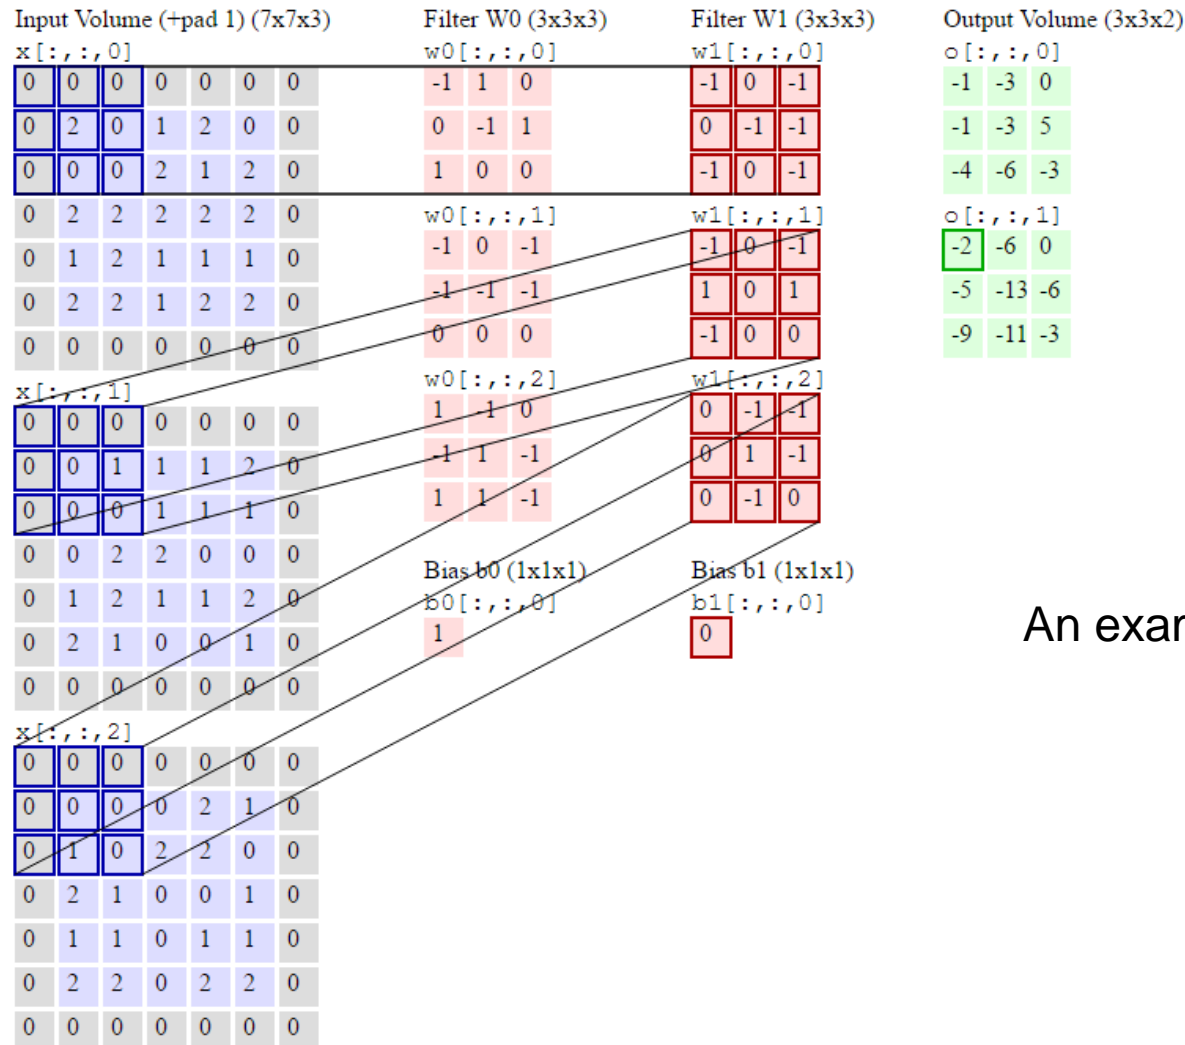 Input Volume (+pad 1) (7x7x3)
x[:,:,0]
0 0 0 0 0 0 0
0 2 0 1 2 0 0
0 0 0 2 1 2 0
0 2 2 2 2 2 0
0 1 2 1 1 1 0
0 2 2 1 2 2 0
0 0 0 0 0 0 0
x[:,:,1]
0 0 0 0 0 0 0
0 0 1 1 1 2 0
0 0 0 1 1 1 0
0 0 2 2 0 0 0
0 1 2 1 1 2 0
0 2 1 0 0 1 0
0 0 0 0 0 0 0
x[:,:,2]
0 0 0 0 0 0 0
0 0 0 0 2 1 0
0 1 0 2 2 0 0
0 2 1 0 0 1 0
0 1 1 0 1 1 0
0 2 2 0 2 2 0
0 0 0 0 0 0 0
Filter W0 (3x3x3)
w0[:,:,0]
-1 1 0
0 -1 1
1 0 0
w0[:,:,1]
-1 0 -1
-1 -1 -1
0 0 0
w0[:,:,2]
1 -1 0
-1 1 -1
1 1 -1
Bias b0 (1x1x1)
b0[:,:,0]
1
Filter W1 (3x3x3)
w1[:,:,0]
-1 0 -1
0 -1 -1
-1 0 -1
w1[:,:,1]
-1 0 -1
1 0 1
-1 0 0
w1[:,:,2]
0 -1 -1
0 1 -1
0 -1 0
Bias b1 (1x1x1)
b1[:,:,0]
0
Output Volume (3x3x2)
o[:,:,0]
-1 -3 0
-1 -3 5
-4 -6 -3
o[:,:,1]
-2 -6 0
-5 -13 -6
-9 -11 -3
An exa